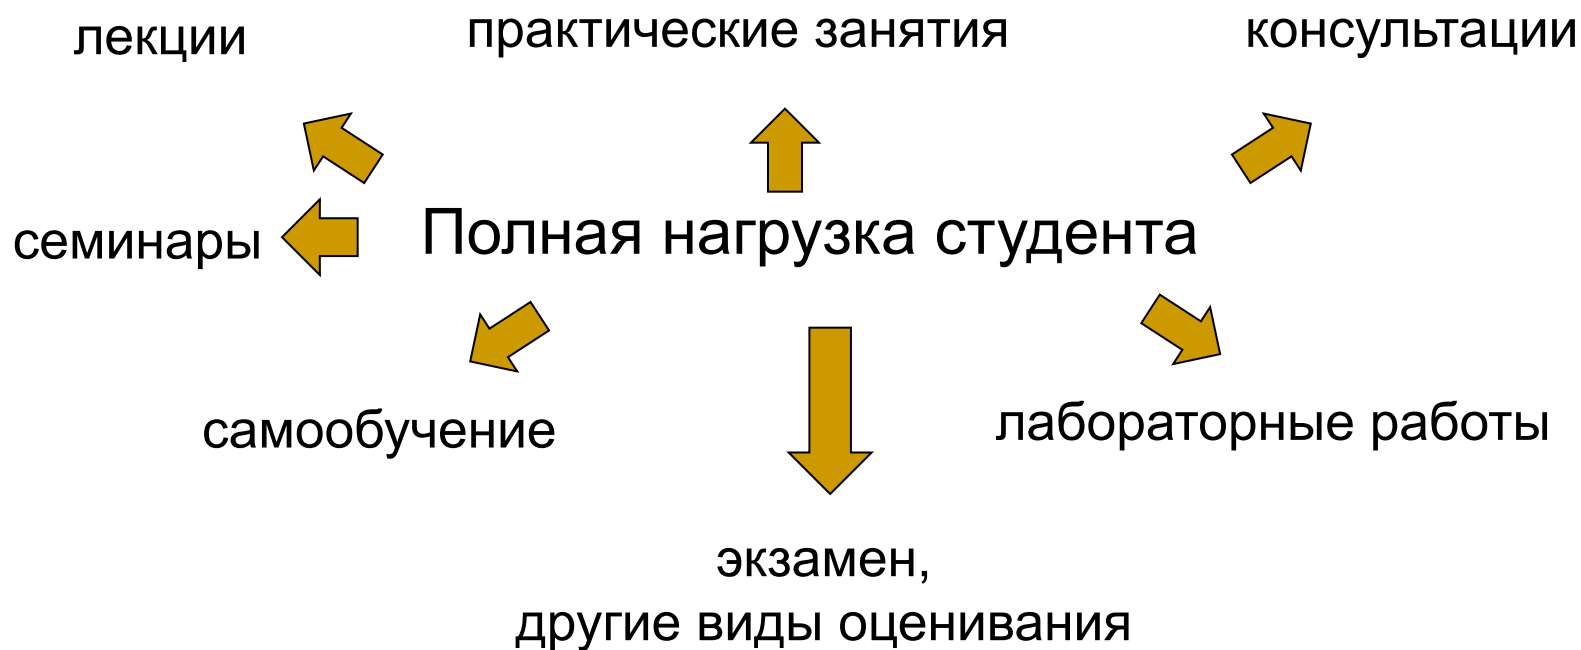 лекции
практические занятия
консультации
семинары
Полная нагрузка студента
самообучение
лабораторные работы
экзамен,
другие виды оценивания